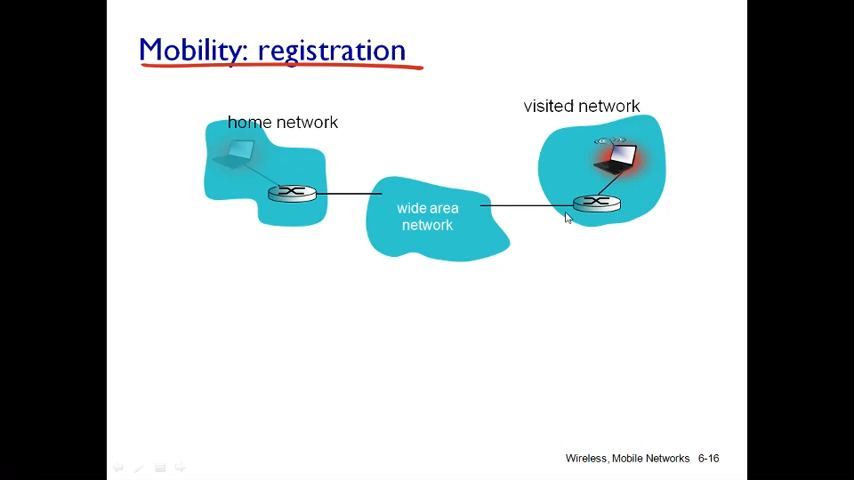 Mobility: registration
visited network
home network
wide area
network
Wireless, Mobile Networks 6-16